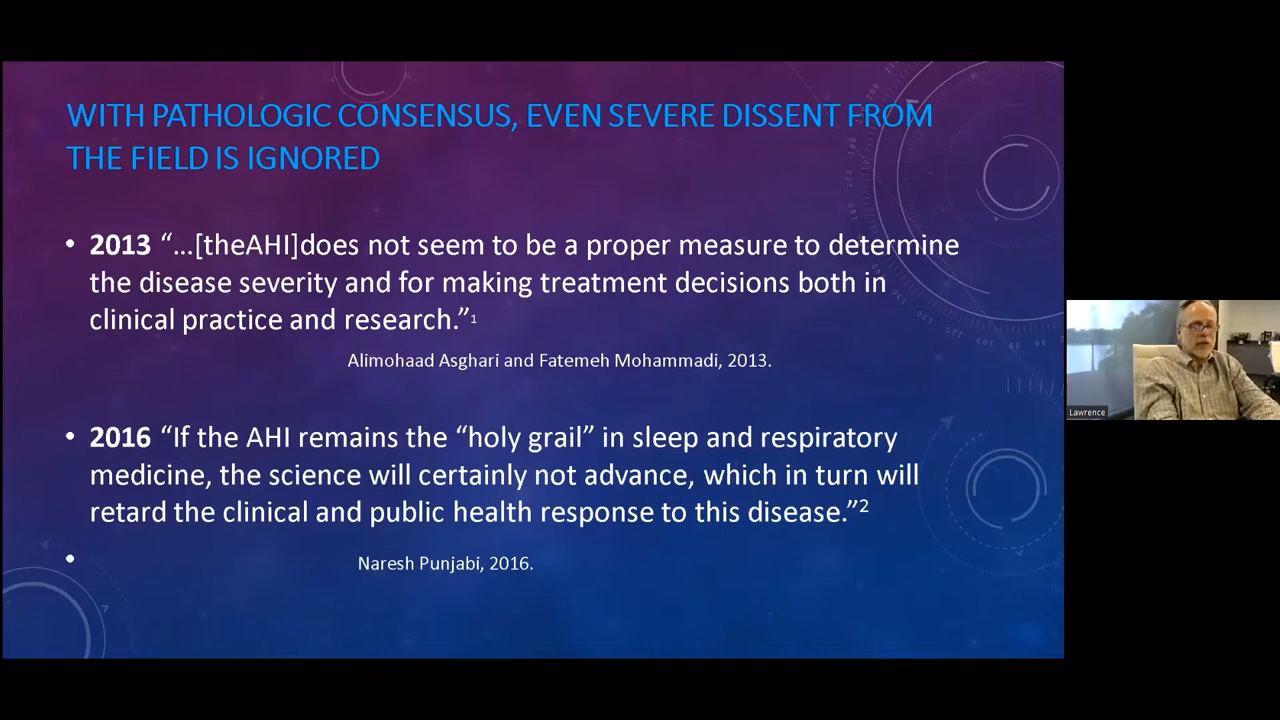 WITH PATHOLOGIC CONSENSUS, EVEN SEVERE DISSENT FROM
THE FIELD IS IGNORED
• 2013 “…[theAHI]does not seem to be a proper measure to determine
the disease severity and for making treatment decisions both in
clinical practice and research.”1
Alimohaad Asghari and Fatemeh Mohammadi, 2013.
• 2016 “If the AHI remains the “holy grail” in sleep and respiratory
medicine, the science will certainly not advance, which in turn will
retard the clinical and public health response to this disease.”2
• Naresh Punjabi, 2016.
Lawrence